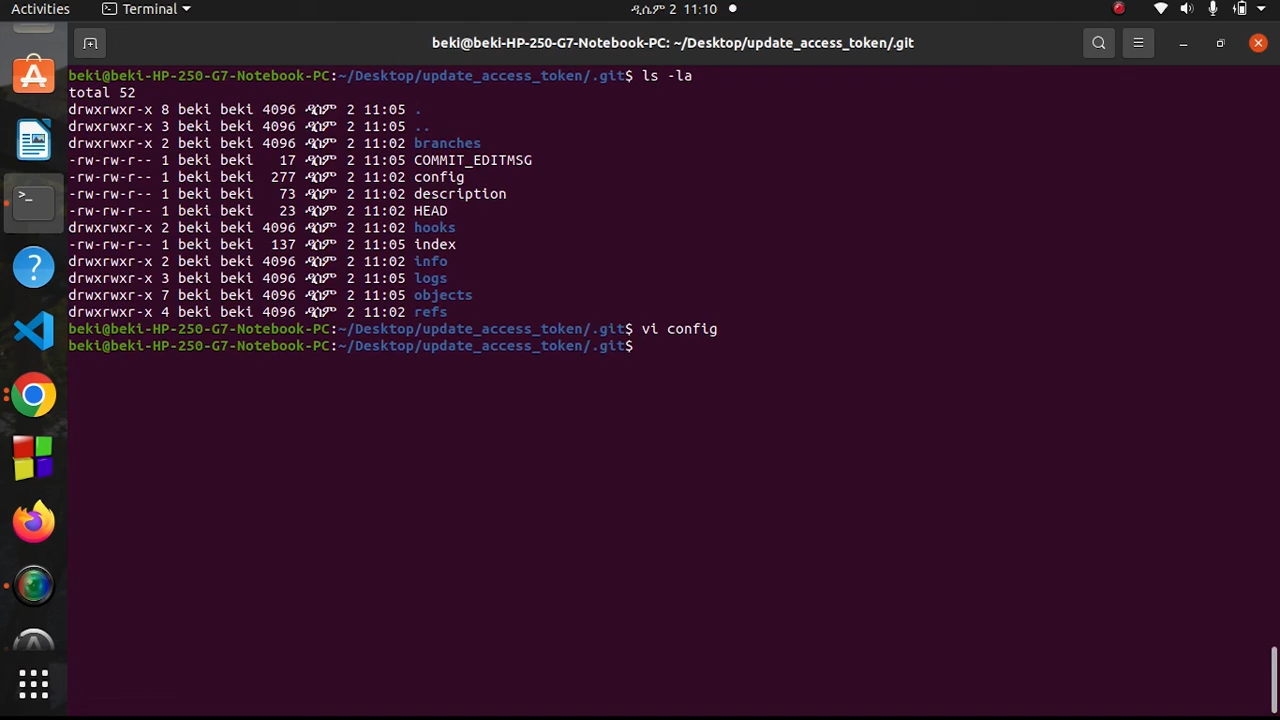 Activities Terminal ዲሴም 2 11:10
beki@beki-HP-250-G7-Notebook-PC: ~/Desktop/update_access_token/.git
beki@beki-HP-250-G7-Notebook-PC:~/Desktop/update_access_token/.git$ ls -la
total 52
drwxrwxr-x 8 beki beki 4096 ዲሴም 2 11:05 .
drwxrwxr-x 3 beki beki 4096 ዲሴም 2 11:05 ..
drwxrwxr-x 2 beki beki 4096 ዲሴም 2 11:02 branches
-rw-rw-r-- 1 beki beki 17 ዲሴም 2 11:05 COMMIT_EDITMSG
-rw-rw-r-- 1 beki beki 277 ዲሴም 2 11:02 config
-rw-rw-r-- 1 beki beki 73 ዲሴም 2 11:02 description
-rw-rw-r-- 1 beki beki 23 ዲሴም 2 11:02 HEAD
drwxrwxr-x 2 beki beki 4096 ዲሴም 2 11:02 hooks
-rw-rw-r-- 1 beki beki 137 ዲሴም 2 11:05 index
drwxrwxr-x 2 beki beki 4096 ዲሴም 2 11:02 info
drwxrwxr-x 3 beki beki 4096 ዲሴም 2 11:05 logs
drwxrwxr-x 7 beki beki 4096 ዲሴም 2 11:05 objects
drwxrwxr-x 4 beki beki 4096 ዲሴም 2 11:02 refs
beki@beki-HP-250-G7-Notebook-PC:~/Desktop/update_access_token/.git$ vi config
beki@beki-HP-250-G7-Notebook-PC:~/Desktop/update_access_token/.git$